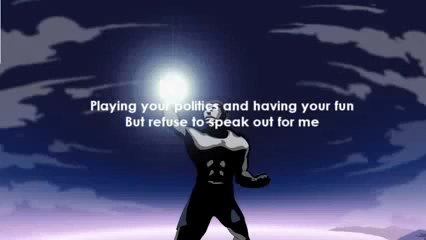 Playing your politics and having your fun
But refuse to speak out for me